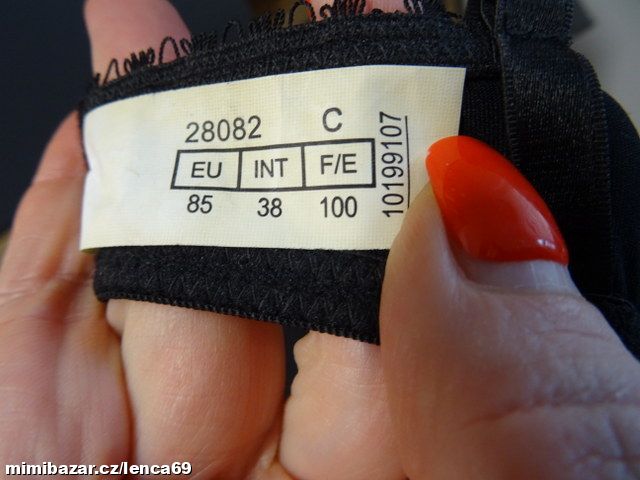 28082 C
EU INT F/E
85 38 100
10199107
mimibazar.cz/lenca69